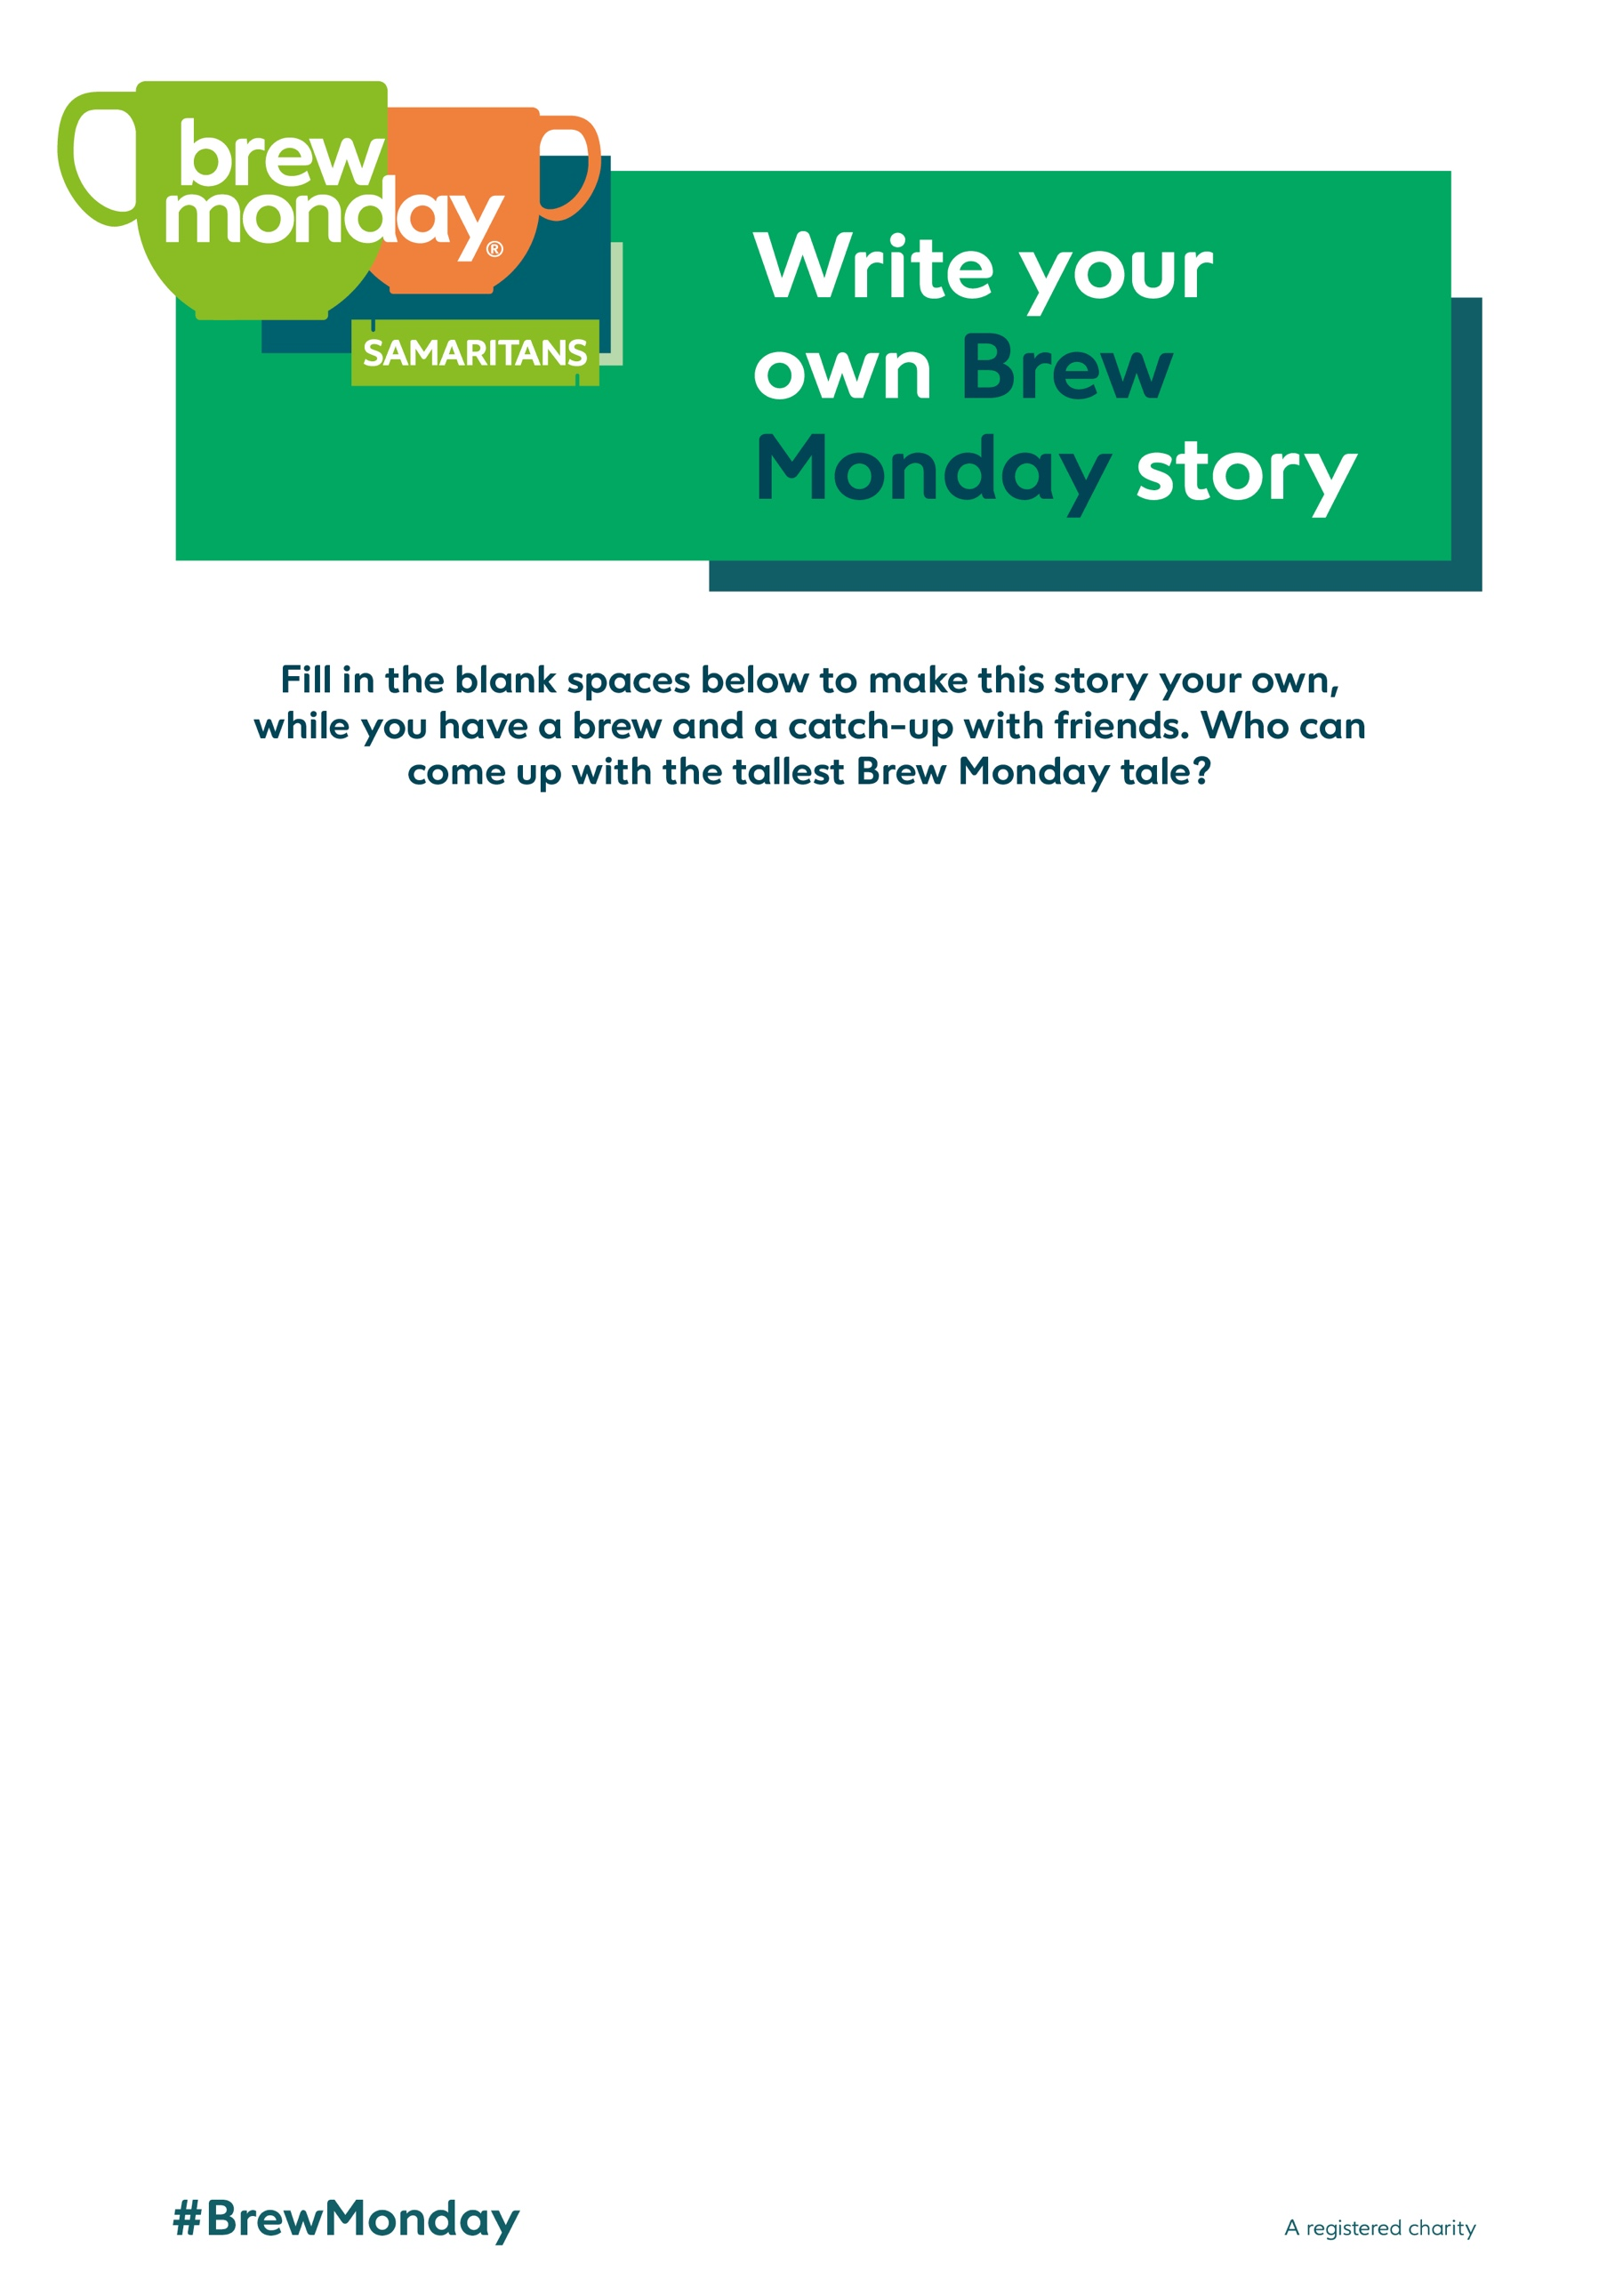 brew
monday®
SAMARITANS
Write your
own Brew
Monday story
Fill in the blank spaces below to make this story your own,
while you have a brew and a catch-up with friends. Who can
come up with the tallest Brew Monday tale?
#BrewMonday
A registered charity